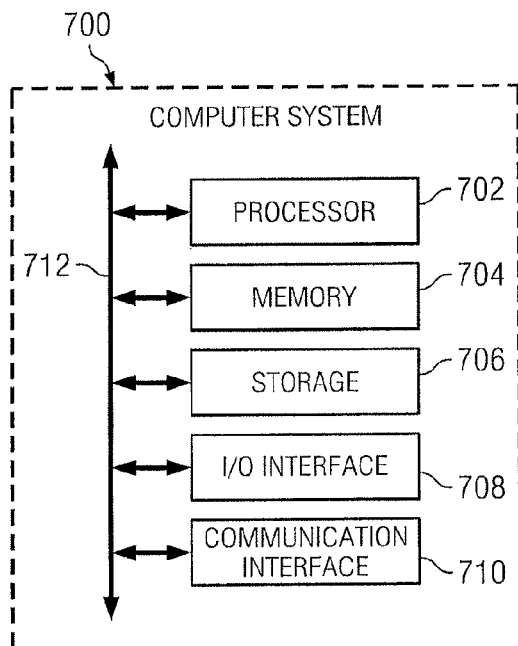 700
COMPUTER SYSTEM
PROCESSOR
702
712
MEMORY
704
STORAGE
706
I/O INTERFACE
708
COMMUNICATION
INTERFACE
710